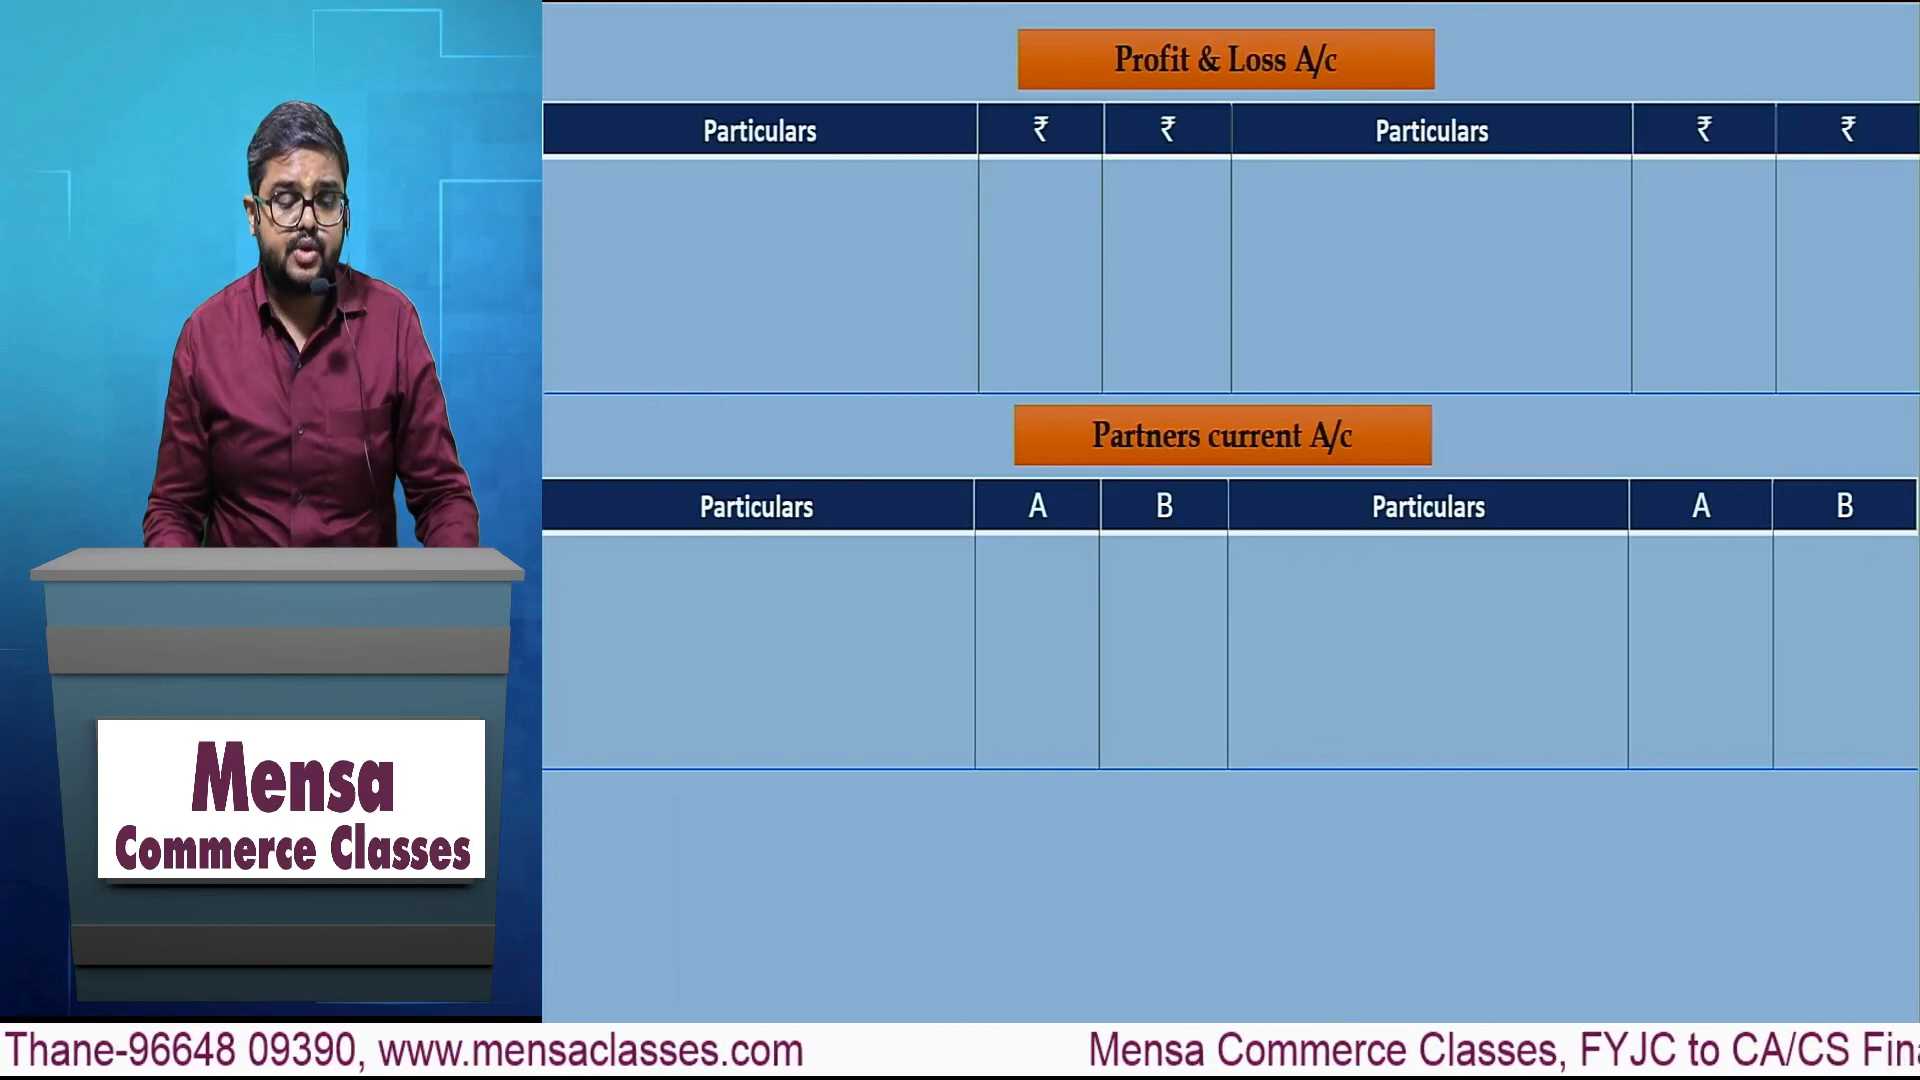 Profit & Loss A/c
Particulars ₹ ₹ Particulars ₹ ₹
Partners current A/c
Particulars A B Particulars A B
Mensa
Commerce Classes
Thane-96648 09390, www.mensaclasses.com Mensa Commerce Classes, FYJC to CA/CS Fina